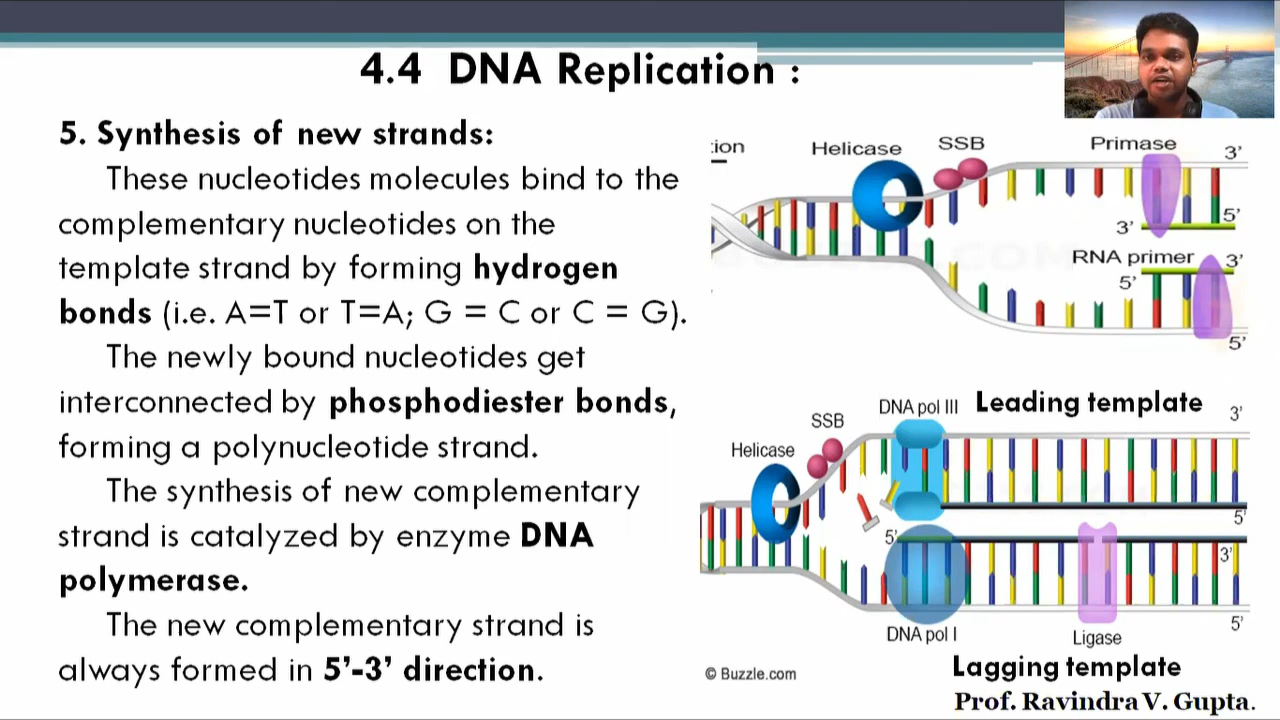 4.4 DNA Replication :
5. Synthesis of new strands:
These nucleotides molecules bind to the
complementary nucleotides on the
template strand by forming hydrogen
bonds (i.e. A=T or T=A; G = C or C = G).
The newly bound nucleotides get
interconnected by phosphodiester bonds,
forming a polynucleotide strand.
The synthesis of new complementary
strand is catalyzed by enzyme DNA
polymerase.
The new complementary strand is
always formed in 5’-3’ direction.
:ion
Helicase
SSB
Primase
3’
3’
5’
RNA primer
3’
5’
5’
DNA pol III
Leading template
3’
SSB
Helicase
5’
5’
3’
5’
DNA pol I
Ligase
Lagging template
© Buzzle.com
Prof. Ravindra V. Gupta.